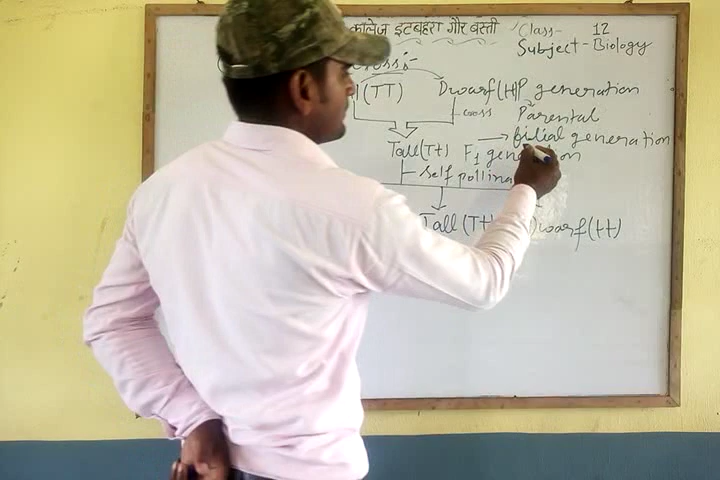 कालेज इटबहरा गौर बस्ती
Class- 12
Subject - Biology
Cross:-
(TT) Dwarf(tt) P generation
cross Parental
Tall(Tt) F1 generation → filial generation
Self pollina
Tall(Tt) Dwarf(tt)